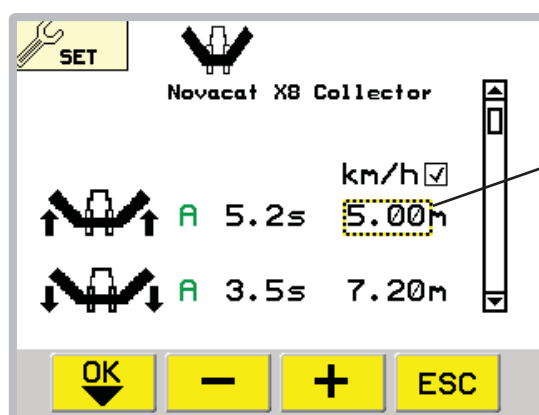 SET
Novacat X8 Collector
km/h
A 5.2s 5.00m
A 3.5s 7.20m
OK − + ESC